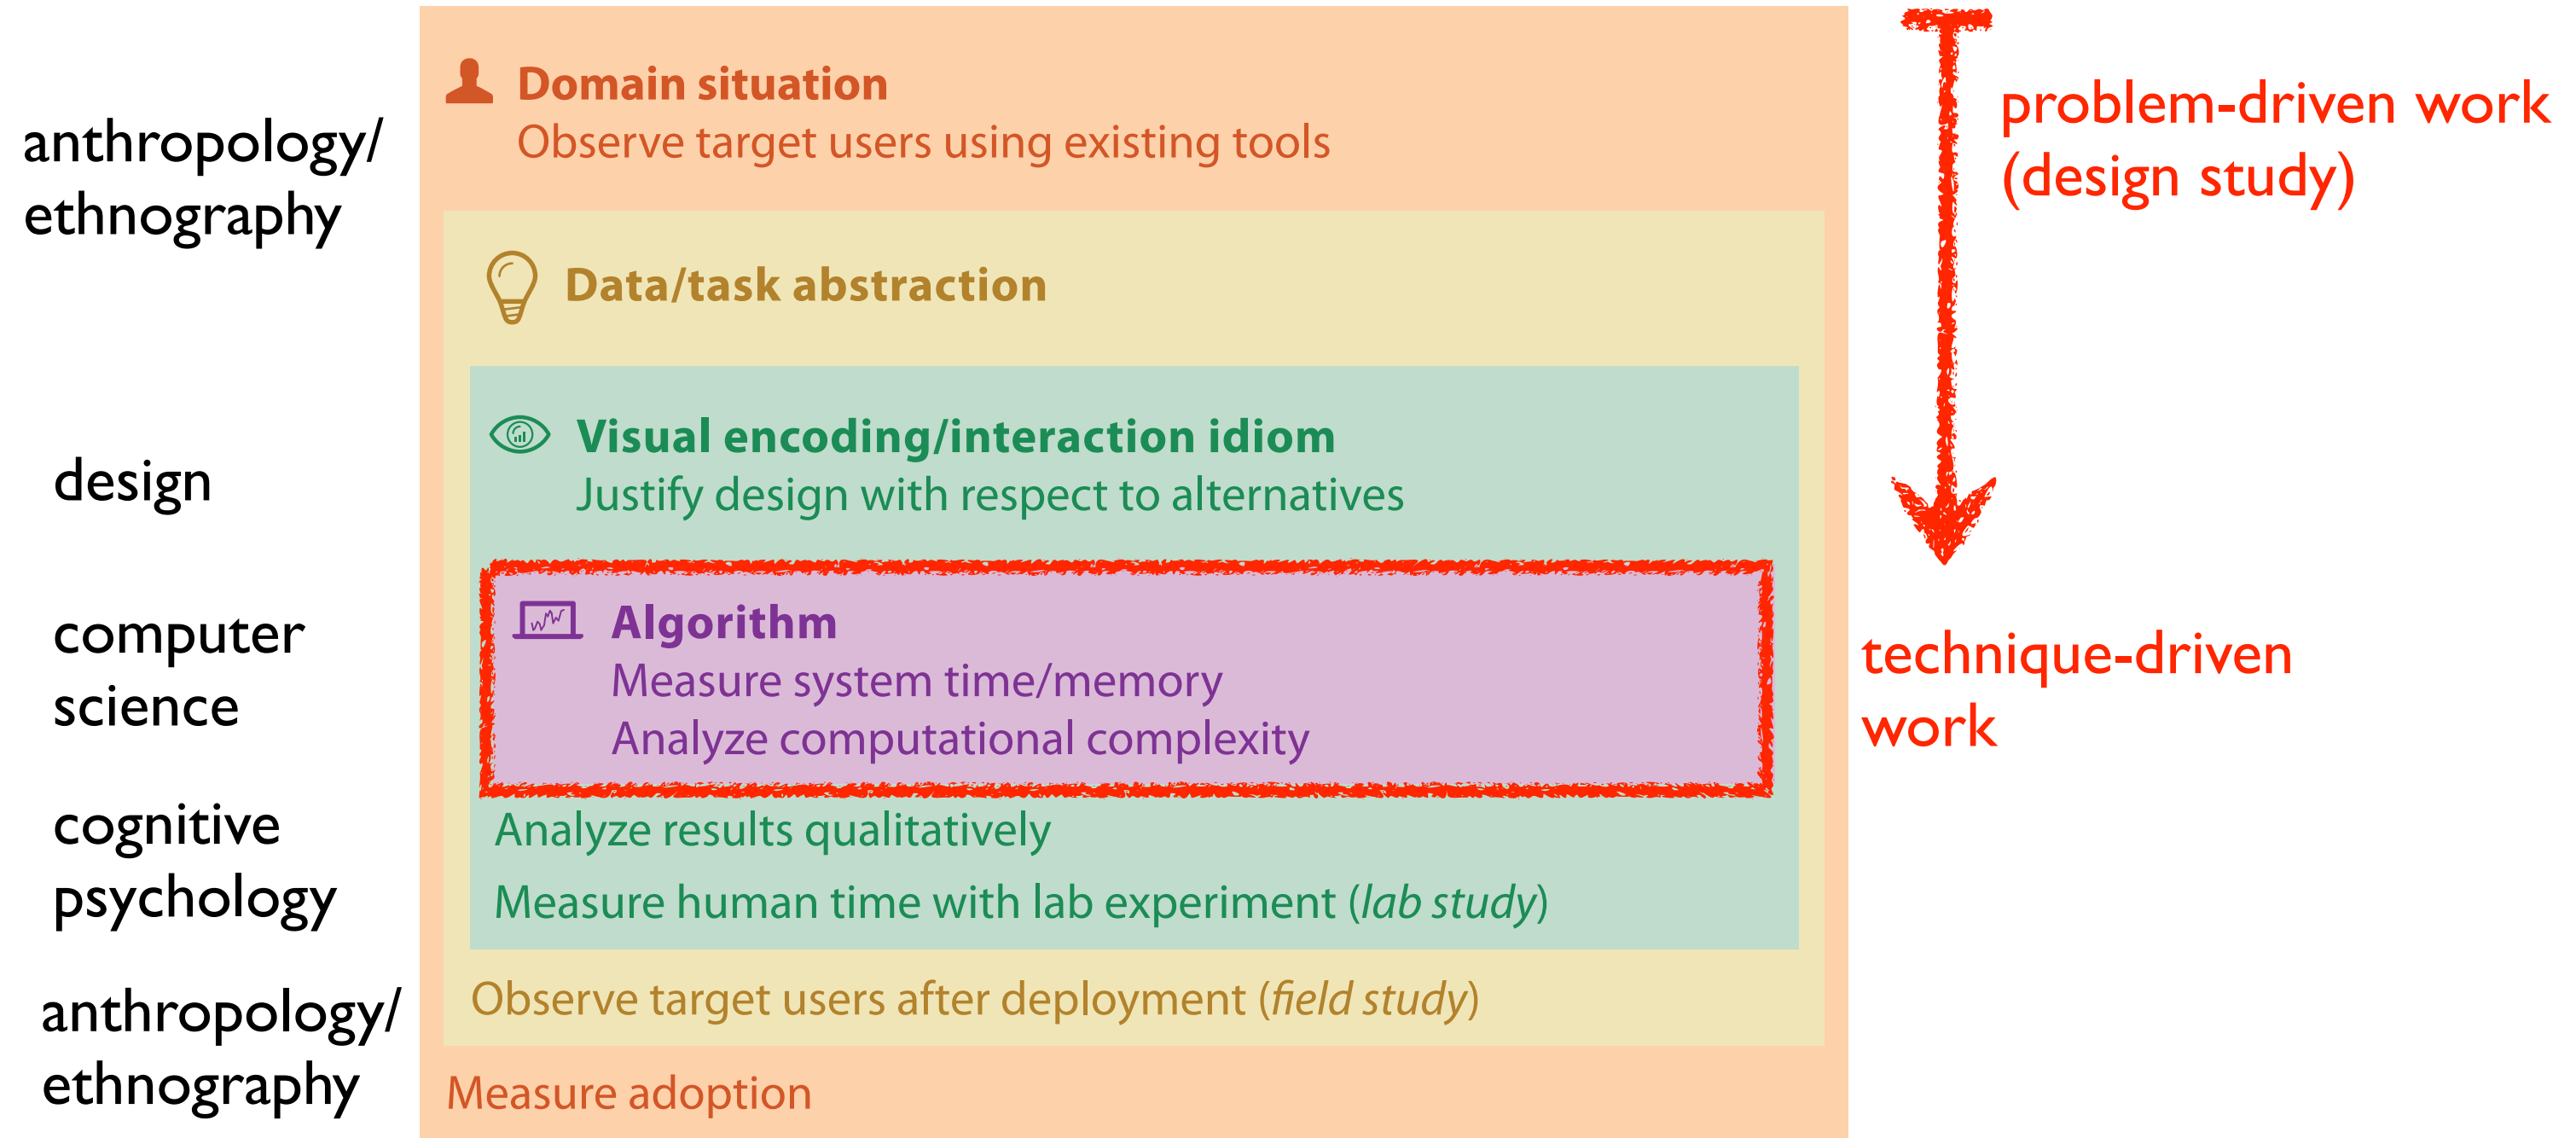 anthropology/
ethnography
design
computer
science
cognitive
psychology
anthropology/
ethnography
Domain situation
Observe target users using existing tools
Data/task abstraction
Visual encoding/interaction idiom
Justify design with respect to alternatives
Algorithm
Measure system time/memory
Analyze computational complexity
Analyze results qualitatively
Measure human time with lab experiment (lab study)
Observe target users after deployment (field study)
Measure adoption
problem-driven work
(design study)
technique-driven
work